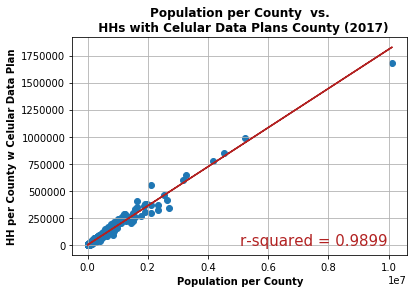 Population per County  vs.
HHs with Celular Data Plans County (2017)
HH per County w Celular Data Plan
1750000
1500000
1250000
1000000
750000
500000
250000
0
r-squared = 0.9899
0.0 0.2 0.4 0.6 0.8 1.0
1e7
Population per County